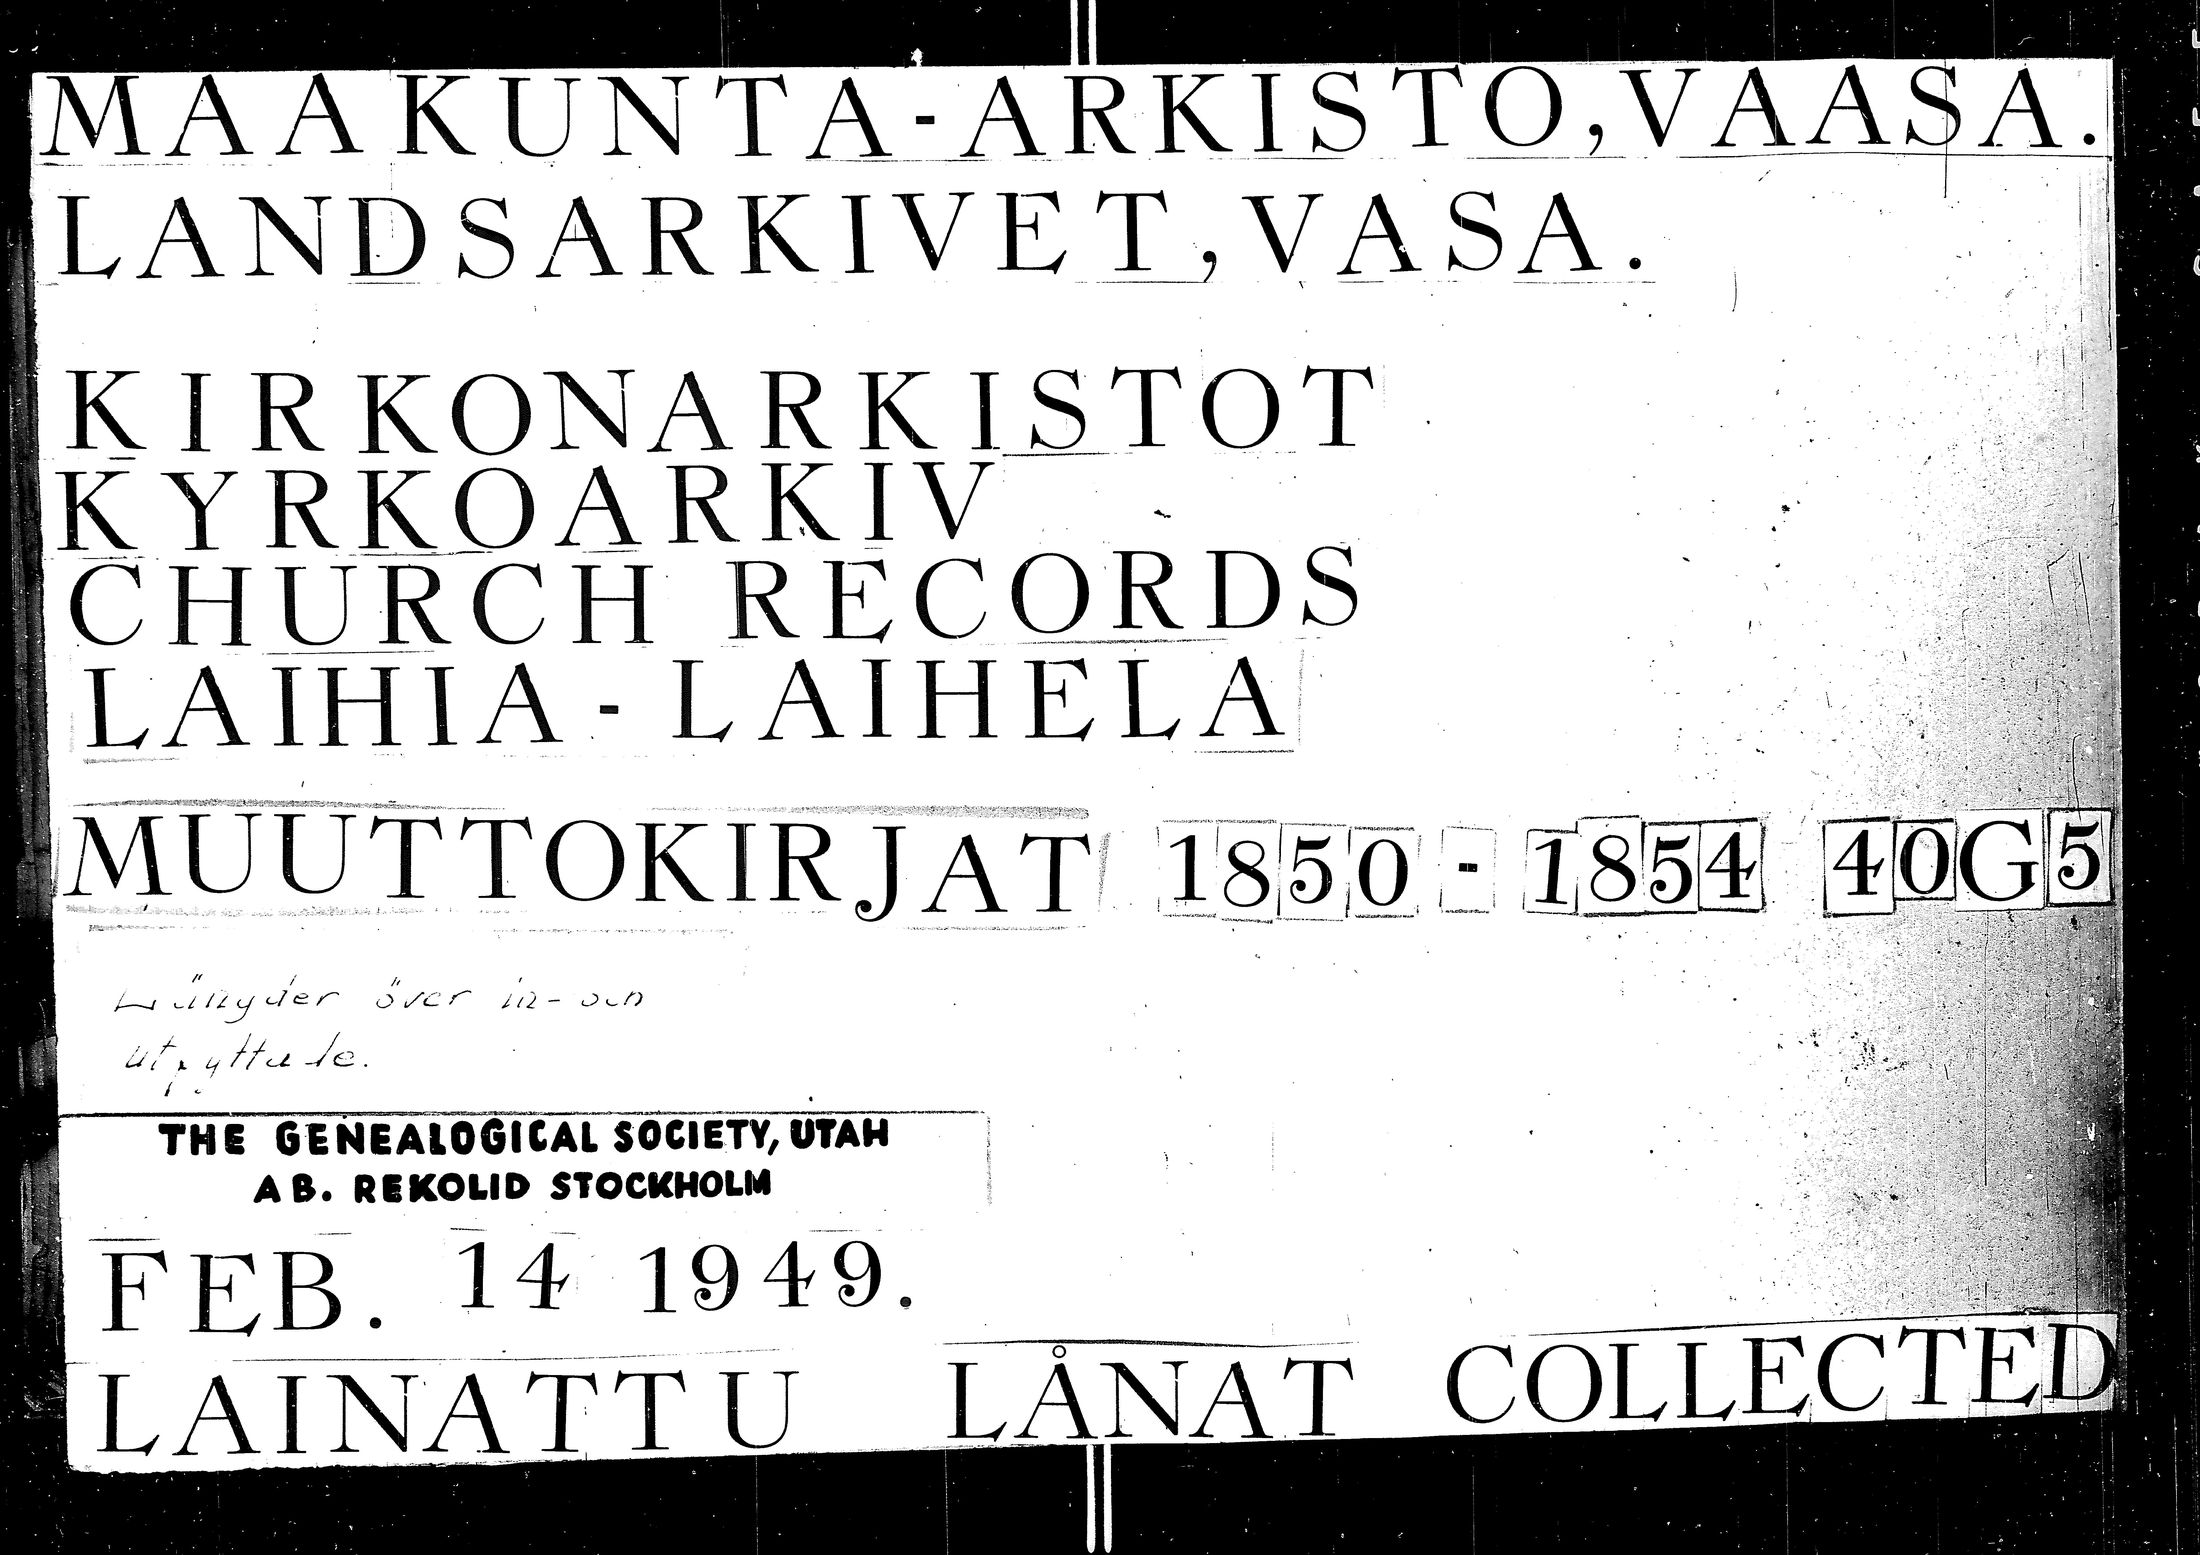 MAAKUNTA-ARKISTO, VAASA.
LANDSARKIVET, VASA.
KIRKONARKISTOT
KYRKOARKIV
CHURCH RECORDS
LAIHIA - LAIHELA
MUUTTOKIRJAT 1850 - 1854 40G5
Längder över in- och
utflyttade.
THE GENEALOGICAL SOCIETY, UTAH
AB. REKOLID STOCKHOLM
FEB. 14 1949.
LAINATTU LÅNAT COLLECTED